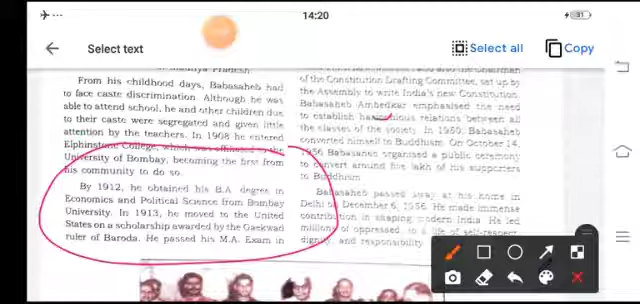 14:20
31
Select text
Select all
Copy
From his childhood days, Babasaheb had
to face caste discrimination. Although he was
able to attend school, he and other children due
to their caste were segregated and given little
attention by the teachers. In 1908 he entered
Elphinstone College, which was affiliated to the
University of Bombay, becoming the first from
his community to do so.
By 1912, he obtained his B.A. degree in
Economics and Political Science from Bombay
University. In 1913, he moved to the United
States on a scholarship awarded by the Gaekwad
ruler of Baroda. He passed his M.A. Exam in
of the Constitution Drafting Committee, set up by
the Assembly to write India's new Constitution.
Babasaheb Ambedkar emphasised the need
to establish harmonious relations between all
the classes of the society. In 1950, Babasaheb
converted himself to Buddhism. On October 14,
1956 Babasaheb organised a public ceremony
to convert around five lakh of his supporters
to Buddhism
Babasaheb passed away at his home in
Delhi on December 6, 1956. He made immense
contribution in shaping modern India. He led
millions of oppressed to a life of self-respect,
dignity and responsibility